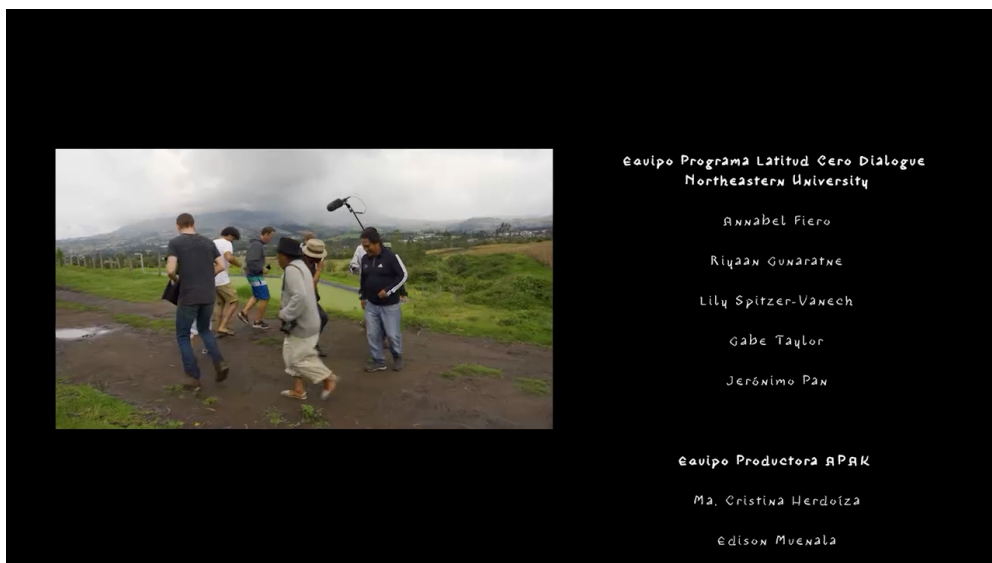 Equipo Programa Latitud Cero Dialogue
Northeastern University
Annabel Fiero
Riyaan Gunaratne
Lily Spitzer-Vanech
Gabe Taylor
Jerónimo Pan
Equipo Productora APAK
Ma. Cristina Herdoíza
Edison Muenala